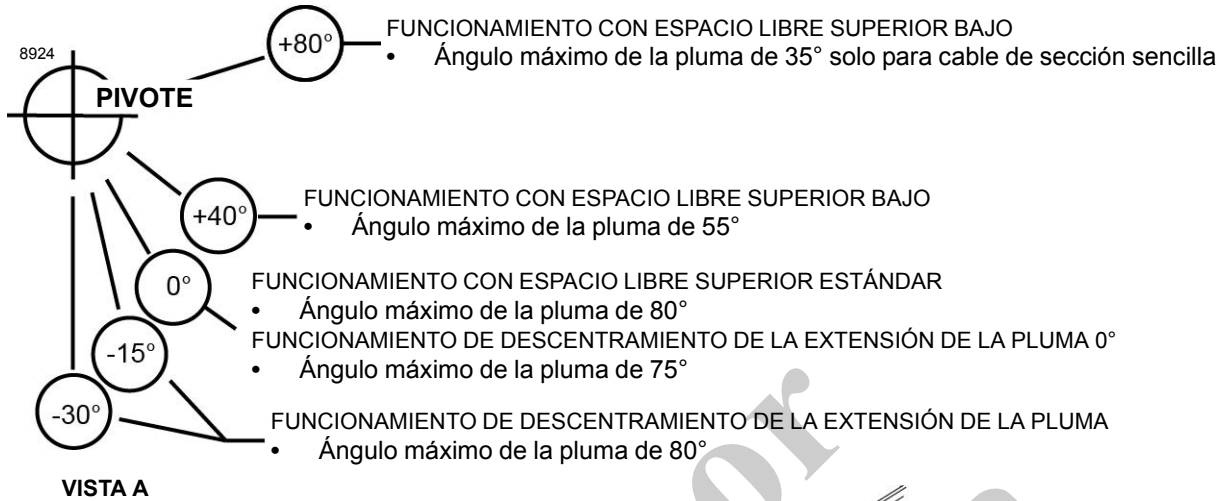 8924
+80°
FUNCIONAMIENTO CON ESPACIO LIBRE SUPERIOR BAJO
• Ángulo máximo de la pluma de 35° solo para cable de sección sencilla
PIVOTE
+40°
FUNCIONAMIENTO CON ESPACIO LIBRE SUPERIOR BAJO
• Ángulo máximo de la pluma de 55°
0°
FUNCIONAMIENTO CON ESPACIO LIBRE SUPERIOR ESTÁNDAR
• Ángulo máximo de la pluma de 80°
FUNCIONAMIENTO DE DESCENTRAMIENTO DE LA EXTENSIÓN DE LA PLUMA 0°
• Ángulo máximo de la pluma de 75°
-15°
-30°
FUNCIONAMIENTO DE DESCENTRAMIENTO DE LA EXTENSIÓN DE LA PLUMA
• Ángulo máximo de la pluma de 80°
VISTA A
or